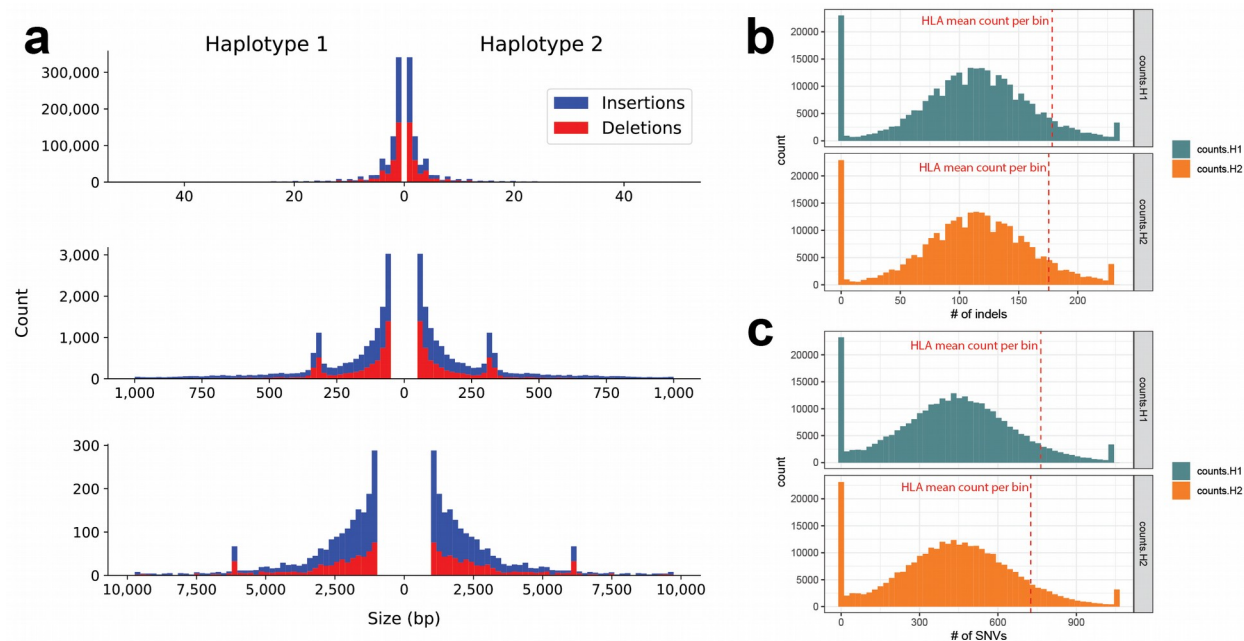 a
Haplotype 1
Haplotype 2
300,000
200,000
100,000
0
Insertions
Deletions
40 20 0 20 40
Count
3,000
2,000
1,000
0
1,000 750 500 250 0 250 500 750 1,000
300
200
100
0
10,000 7,500 5,000 2,500 0 2,500 5,000 7,500 10,000
Size (bp)
b
HLA mean count per bin
20000
15000
10000
5000
0
counts.H1
count
HLA mean count per bin
20000
15000
10000
5000
0
counts.H2
0 50 100 150 200
# of indels
counts.H1
counts.H2
c
HLA mean count per bin
20000
15000
10000
5000
0
counts.H1
count
HLA mean count per bin
20000
15000
10000
5000
0
counts.H2
0 300 600 900
# of SNVs
counts.H1
counts.H2